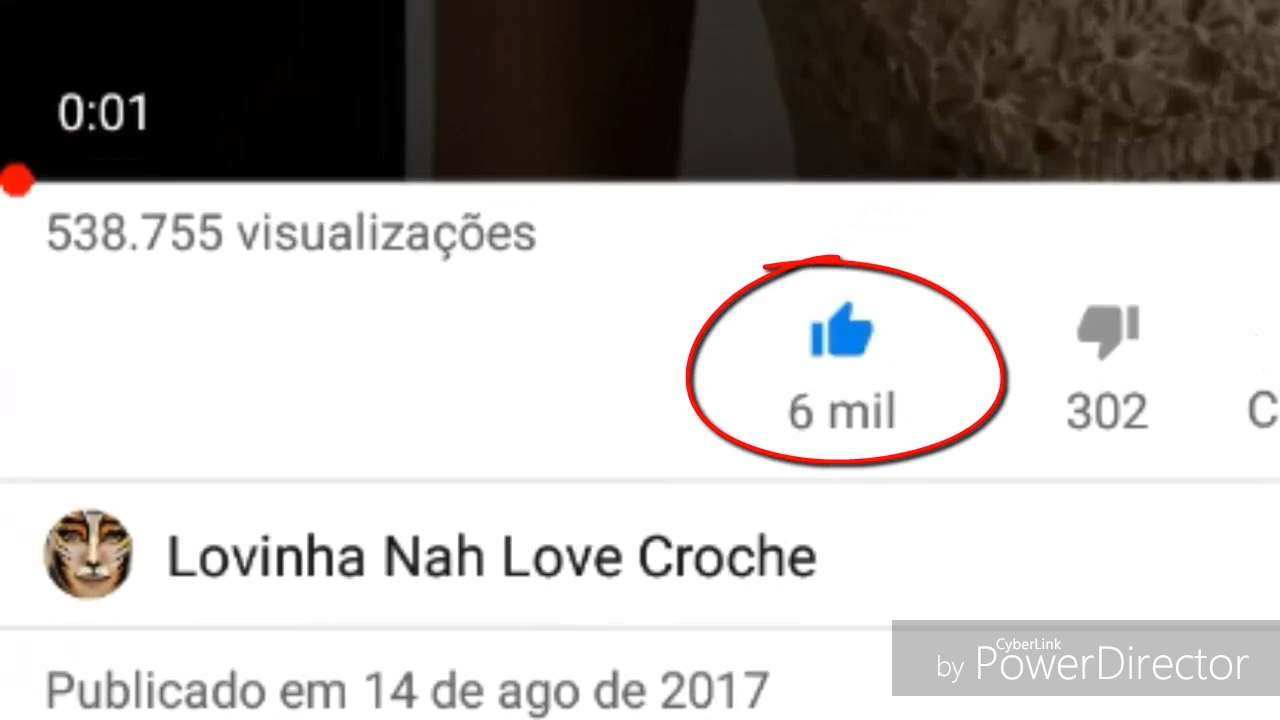 0:01
538.755 visualizações
6 mil
302
C
Lovinha Nah Love Croche
Publicado em 14 de ago de 2017
CyberLink
by PowerDirector